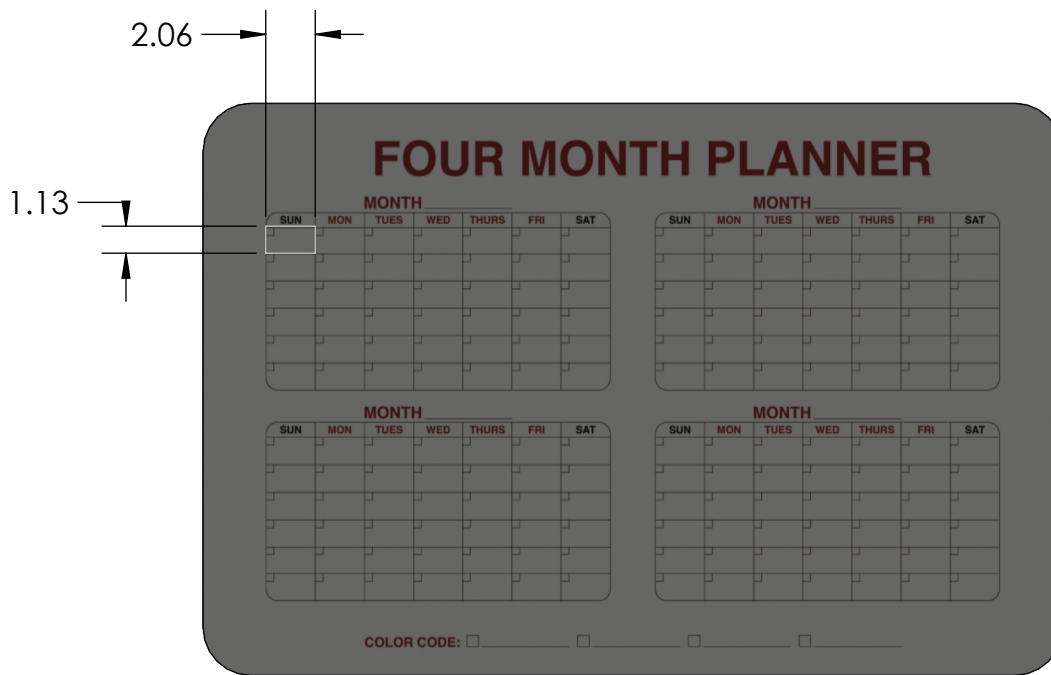 2.06
FOUR MONTH PLANNER
1.13
MONTH
SUN MON TUES WED THURS FRI SAT
MONTH
SUN MON TUES WED THURS FRI SAT
MONTH
SUN MON TUES WED THURS FRI SAT
MONTH
SUN MON TUES WED THURS FRI SAT
COLOR CODE: